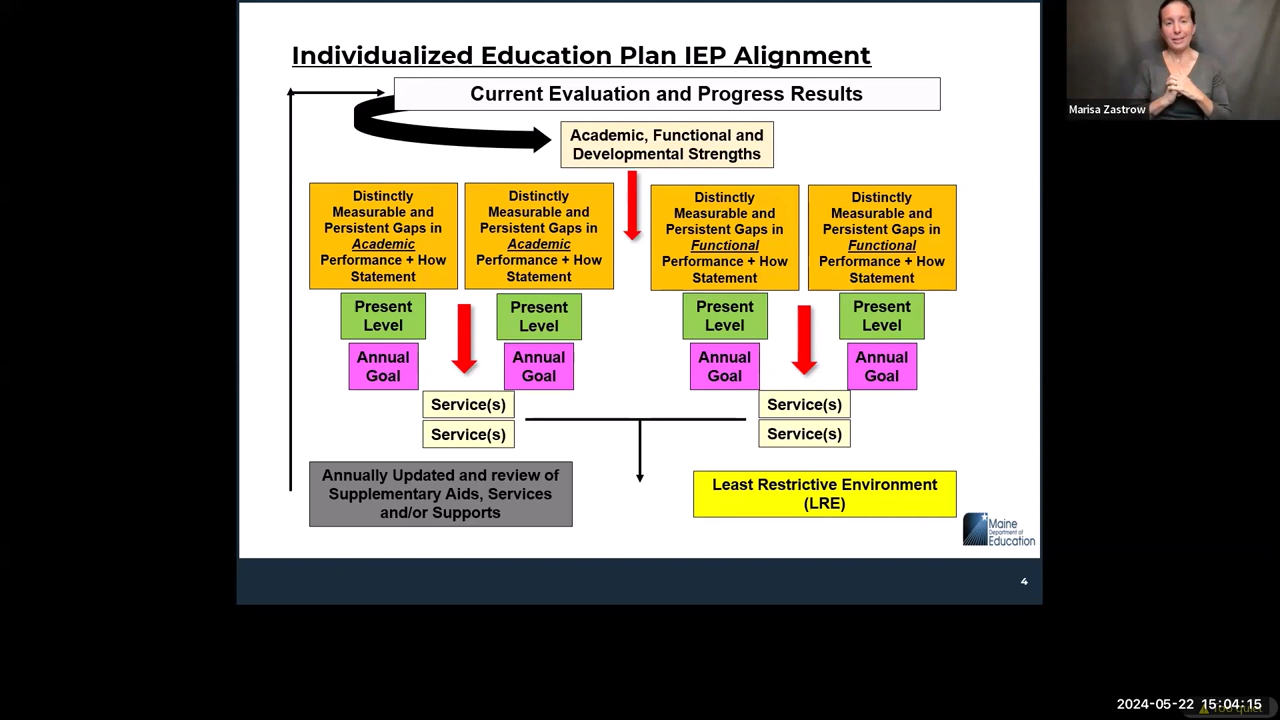 Individualized Education Plan IEP Alignment
Current Evaluation and Progress Results
Marisa Zastrow
Academic, Functional and
Developmental Strengths
Distinctly
Measurable and
Persistent Gaps in
Academic
Performance + How
Statement
Distinctly
Measurable and
Persistent Gaps in
Academic
Performance + How
Statement
Distinctly
Measurable and
Persistent Gaps in
Functional
Performance + How
Statement
Distinctly
Measurable and
Persistent Gaps in
Functional
Performance + How
Statement
Present
Level
Present
Level
Present
Level
Present
Level
Annual
Goal
Annual
Goal
Annual
Goal
Annual
Goal
Service(s)
Service(s)
Service(s)
Service(s)
Annually Updated and review of
Supplementary Aids, Services
and/or Supports
Least Restrictive Environment
(LRE)
Maine
Department of
Education
4
2024-05-22 15:04:15
Too quiet